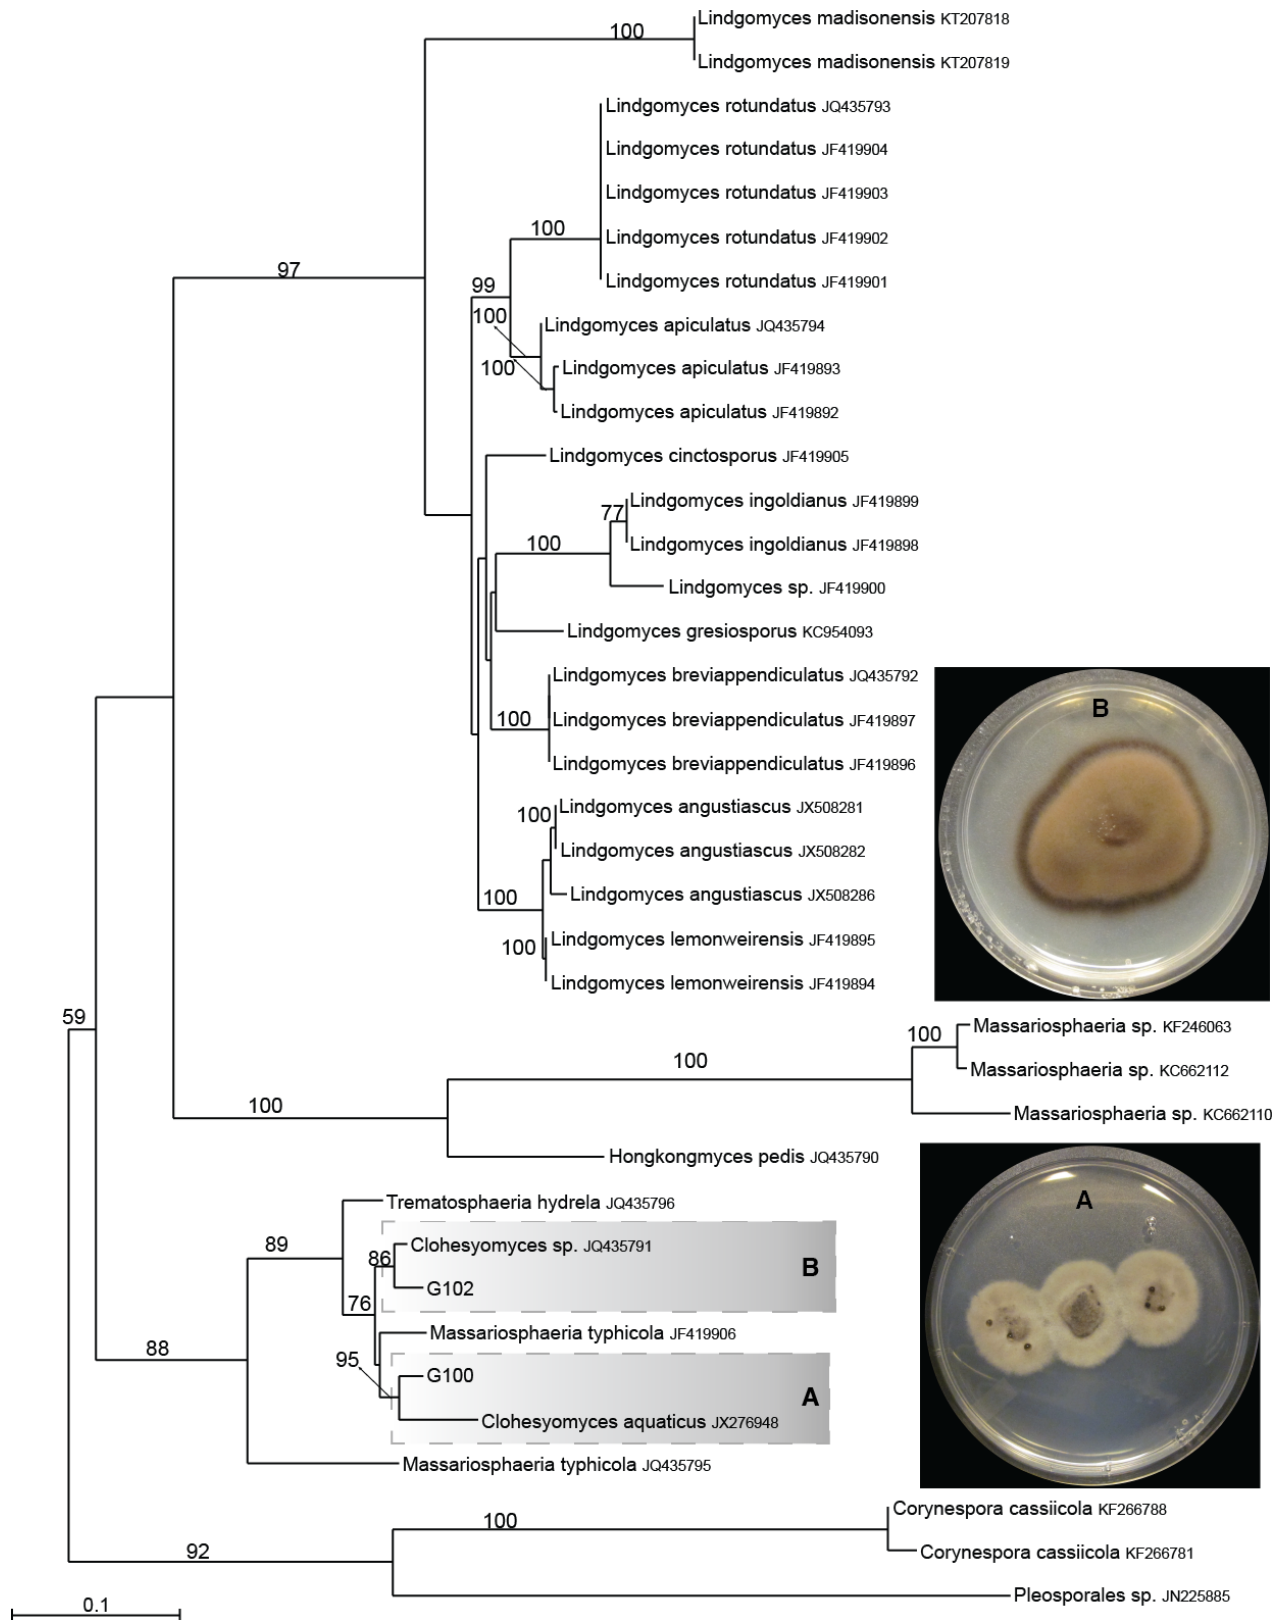 100
Lindgomyces madisonensis KT207818
Lindgomyces madisonensis KT207819
Lindgomyces rotundatus JQ435793
Lindgomyces rotundatus JF419904
Lindgomyces rotundatus JF419903
100
Lindgomyces rotundatus JF419902
97
Lindgomyces rotundatus JF419901
99
100
Lindgomyces apiculatus JQ435794
100
Lindgomyces apiculatus JF419893
Lindgomyces apiculatus JF419892
Lindgomyces cinctosporus JF419905
77
Lindgomyces ingoldianus JF419899
100
Lindgomyces ingoldianus JF419898
Lindgomyces sp. JF419900
Lindgomyces gresiosporus KC954093
Lindgomyces breviappendiculatus JQ435792
100
Lindgomyces breviappendiculatus JF419897
B
Lindgomyces breviappendiculatus JF419896
100
Lindgomyces angustiascus JX508281
Lindgomyces angustiascus JX508282
100
Lindgomyces angustiascus JX508286
100
Lindgomyces lemonweirensis JF419895
Lindgomyces lemonweirensis JF419894
59
100
Massariosphaeria sp. KF246063
100
Massariosphaeria sp. KC662112
100
Massariosphaeria sp. KC662110
Hongkongmyces pedis JQ435790
Trematosphaeria hydrela JQ435796
A
89
86
Clohesyomyces sp. JQ435791
B
G102
76
Massariosphaeria typhicola JF419906
88
95
G100
A
Clohesyomyces aquaticus JX276948
Massariosphaeria typhicola JQ435795
100
Corynespora cassiicola KF266788
92
Corynespora cassiicola KF266781
Pleosporales sp. JN225885
0.1